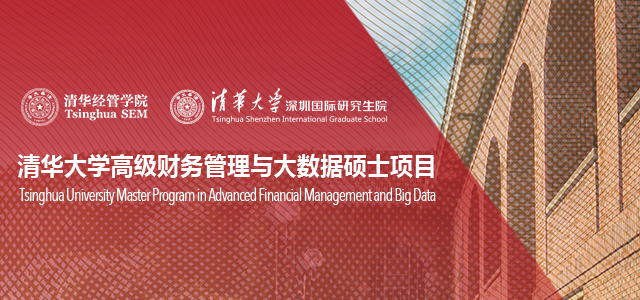 清华经管学院
Tsinghua SEM
清华大学深圳国际研究生院
Tsinghua Shenzhen International Graduate School
清华大学高级财务管理与大数据硕士项目
Tsinghua University Master Program in Advanced Financial Management and Big Data